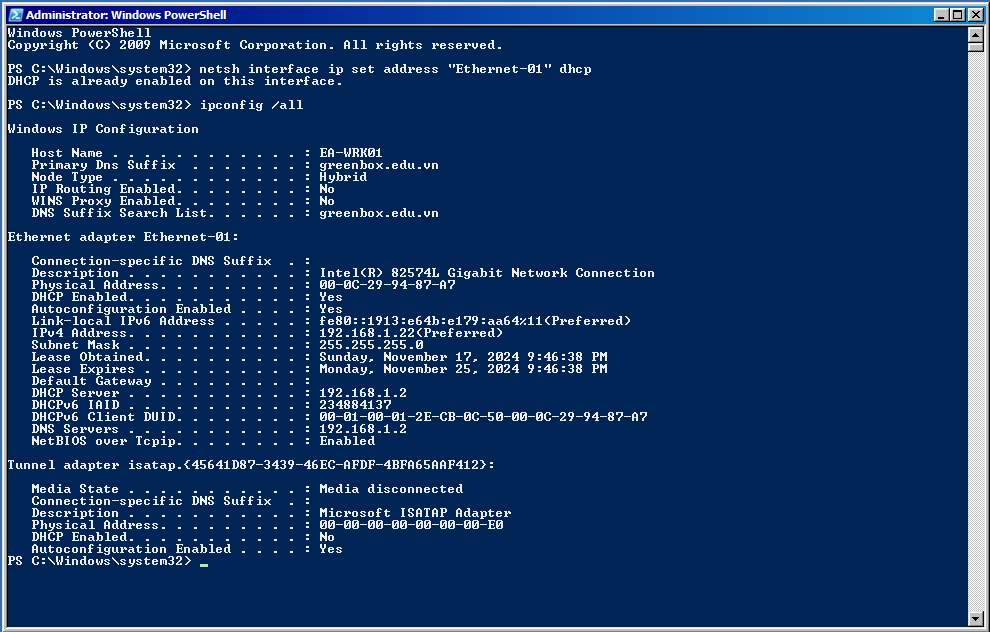 Administrator: Windows PowerShell
Windows PowerShell
Copyright (C) 2009 Microsoft Corporation. All rights reserved.
PS C:\Windows\system32> netsh interface ip set address "Ethernet-01" dhcp
DHCP is already enabled on this interface.
PS C:\Windows\system32> ipconfig /all
Windows IP Configuration
   Host Name . . . . . . . . . . . . : EA-WRK01
   Primary Dns Suffix  . . . . . . . : greenbox.edu.vn
   Node Type . . . . . . . . . . . . : Hybrid
   IP Routing Enabled. . . . . . . . : No
   WINS Proxy Enabled. . . . . . . . : No
   DNS Suffix Search List. . . . . . : greenbox.edu.vn
Ethernet adapter Ethernet-01:
   Connection-specific DNS Suffix  . :
   Description . . . . . . . . . . . : Intel(R) 82574L Gigabit Network Connection
   Physical Address. . . . . . . . . : 00-0C-29-94-87-A7
   DHCP Enabled. . . . . . . . . . . : Yes
   Autoconfiguration Enabled . . . . : Yes
   Link-local IPv6 Address . . . . . : fe80::1913:e64b:e179:aa64%11(Preferred)
   IPv4 Address. . . . . . . . . . . : 192.168.1.22(Preferred)
   Subnet Mask . . . . . . . . . . . : 255.255.255.0
   Lease Obtained. . . . . . . . . . : Sunday, November 17, 2024 9:46:38 PM
   Lease Expires . . . . . . . . . . : Monday, November 25, 2024 9:46:38 PM
   Default Gateway . . . . . . . . . :
   DHCP Server . . . . . . . . . . . : 192.168.1.2
   DHCPv6 IAID . . . . . . . . . . . : 234884137
   DHCPv6 Client DUID. . . . . . . . : 00-01-00-01-2E-CB-0C-50-00-0C-29-94-87-A7
   DNS Servers . . . . . . . . . . . : 192.168.1.2
   NetBIOS over Tcpip. . . . . . . . : Enabled
Tunnel adapter isatap.{45641D87-3439-46EC-AFDF-4BFA65AAF412}:
   Media State . . . . . . . . . . . : Media disconnected
   Connection-specific DNS Suffix  . :
   Description . . . . . . . . . . . : Microsoft ISATAP Adapter
   Physical Address. . . . . . . . . : 00-00-00-00-00-00-00-E0
   DHCP Enabled. . . . . . . . . . . : No
   Autoconfiguration Enabled . . . . : Yes
PS C:\Windows\system32> _